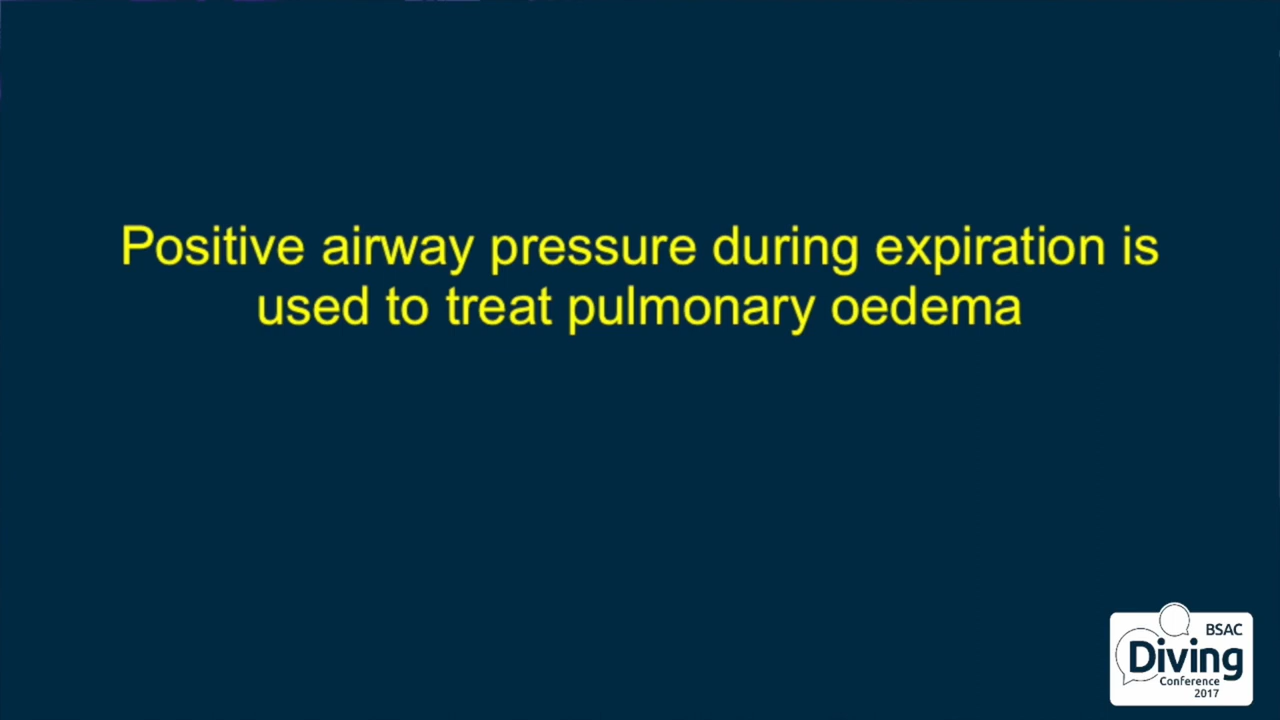 Positive airway pressure during expiration is
used to treat pulmonary oedema
BSAC
Diving
Conference
2017